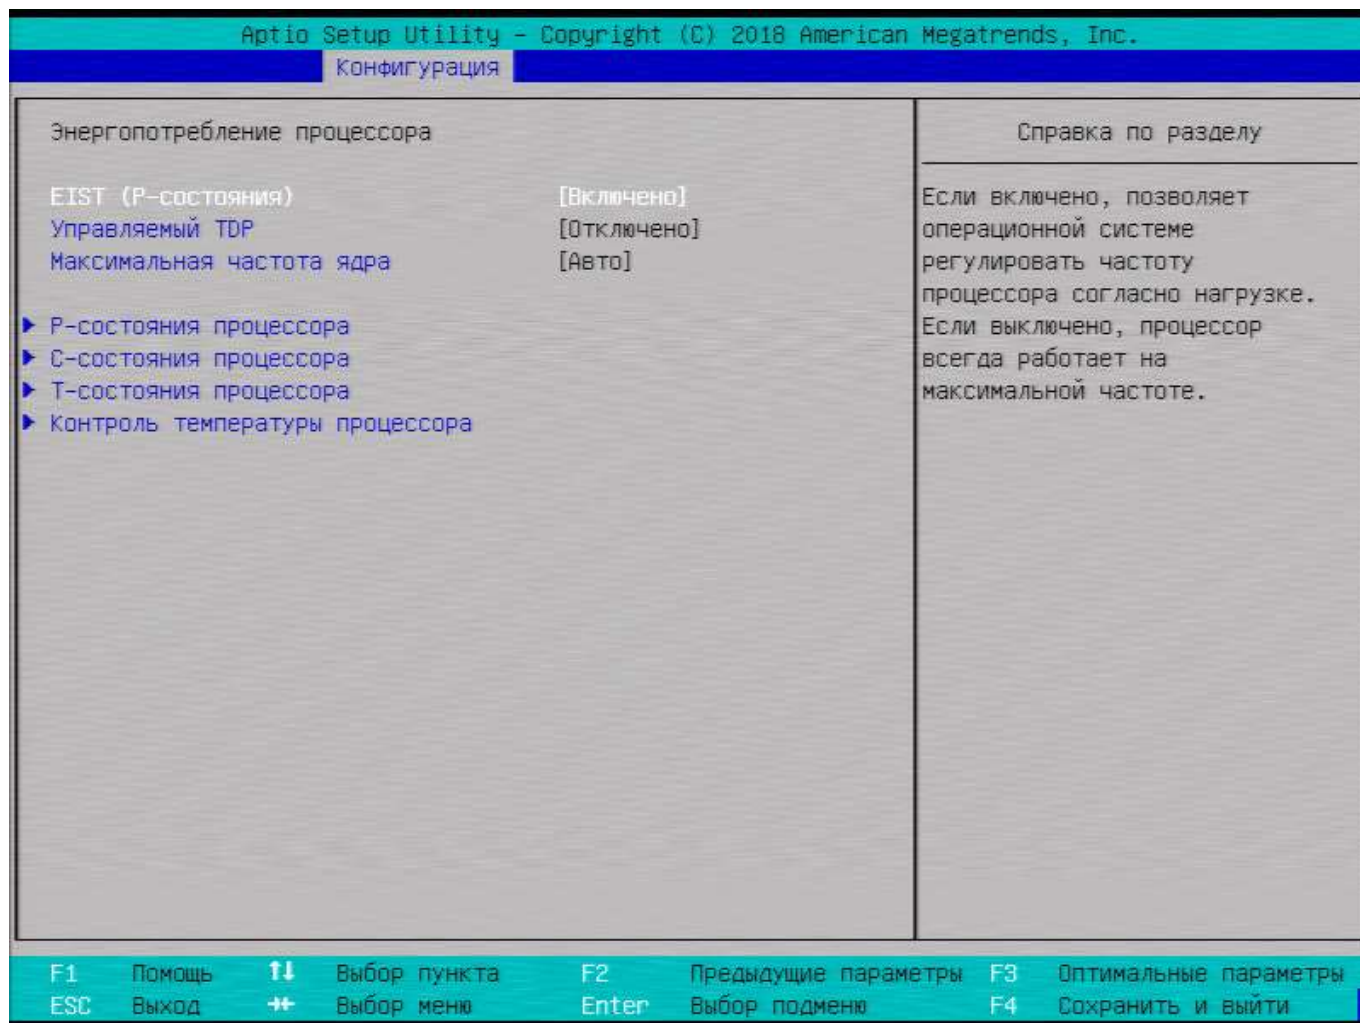 Aptio Setup Utility – Copyright (C) 2018 American Megatrends, Inc.
Конфигурация
Энергопотребление процессора
Справка по разделу
EIST (P-состояния) [Включено]
Управляемый TDP [Отключено]
Максимальная частота ядра [Авто]
P-состояния процессора
C-состояния процессора
T-состояния процессора
Контроль температуры процессора
Если включено, позволяет
операционной системе
регулировать частоту
процессора согласно нагрузке.
Если выключено, процессор
всегда работает на
максимальной частоте.
F1 Помощь ↑↓ Выбор пункта F2 Предыдущие параметры F3 Оптимальные параметры
ESC Выход →← Выбор меню Enter Выбор подменю F4 Сохранить и выйти